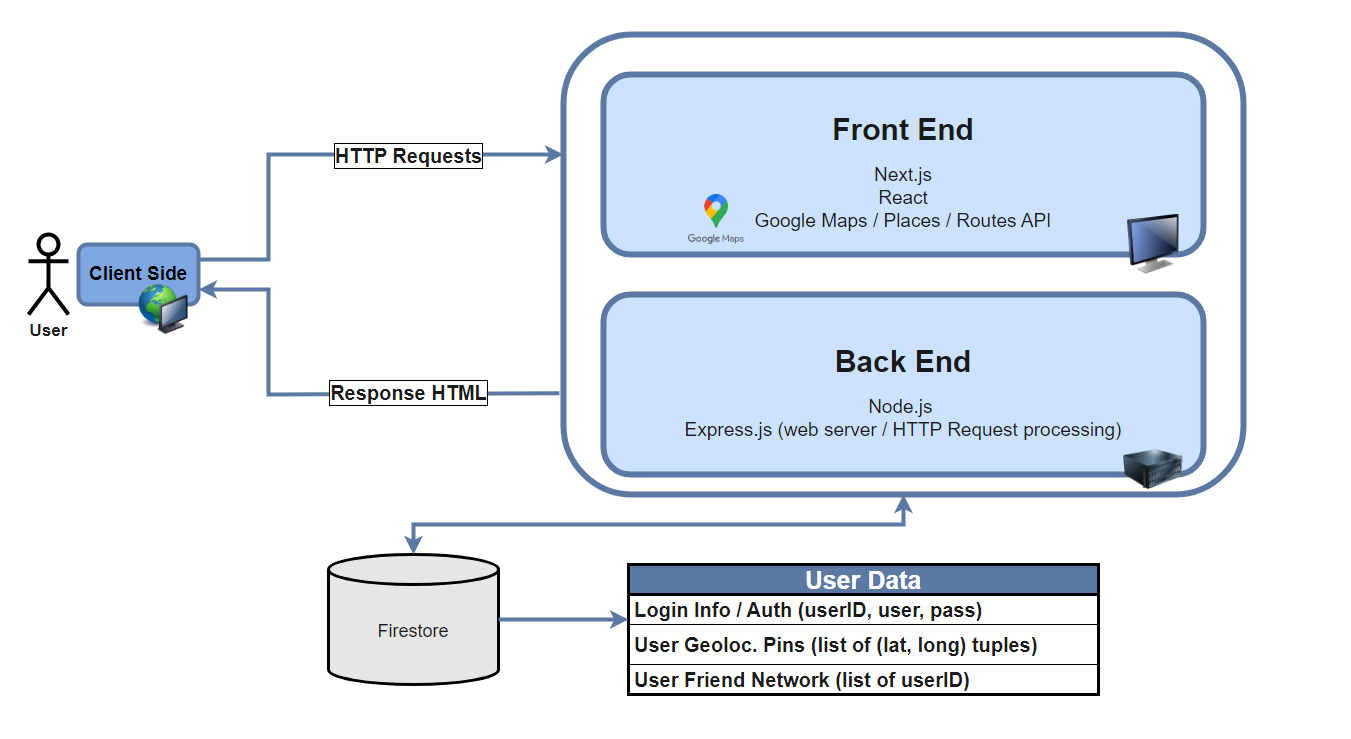 Front End
Next.js
React
Google Maps / Places / Routes API
Google Maps
HTTP Requests
Client Side
User
Response HTML
Back End
Node.js
Express.js (web server / HTTP Request processing)
Firestore
User Data
Login Info / Auth (userID, user, pass)
User Geoloc. Pins (list of (lat, long) tuples)
User Friend Network (list of userID)